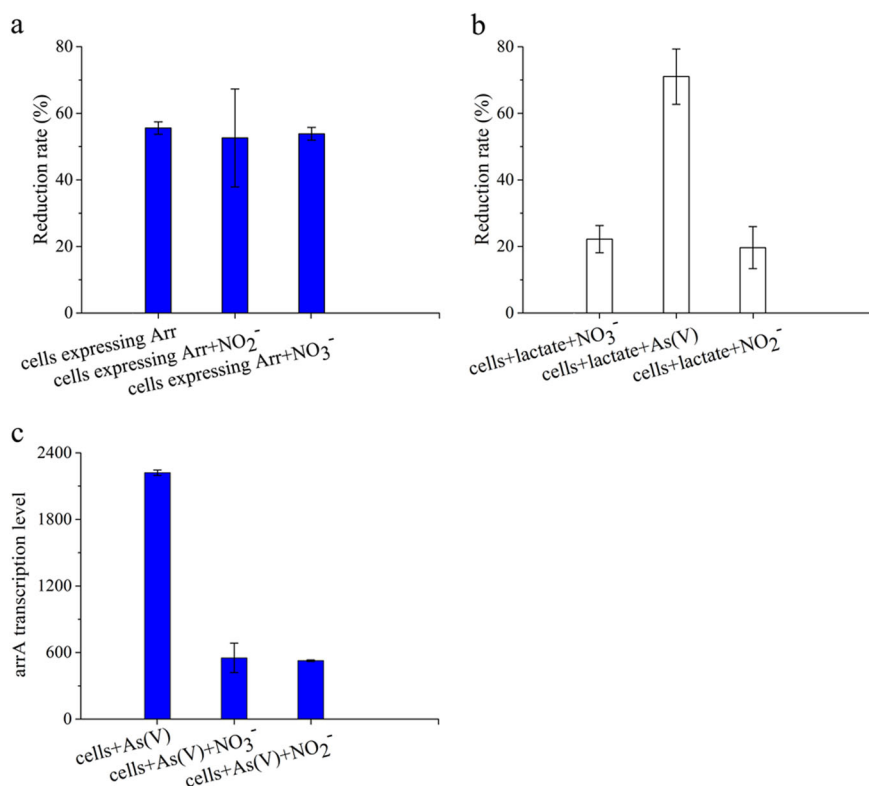 a
80
60
40
20
0
Reduction rate (%)
cells expressing Arr
cells expressing Arr+NO2-
cells expressing Arr+NO3-
b
80
60
40
20
0
Reduction rate (%)
cells+lactate+NO3-
cells+lactate+As(V)
cells+lactate+NO2-
c
2400
1800
1200
600
0
arrA transcription level
cells+As(V)
cells+As(V)+NO3-
cells+As(V)+NO2-